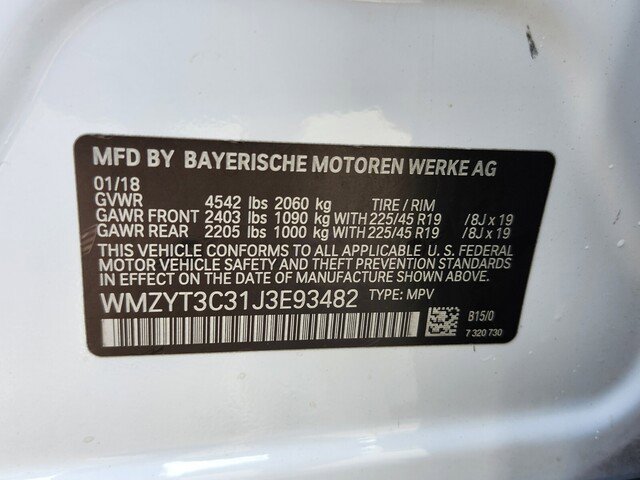 MFD BY BAYERISCHE MOTOREN WERKE AG
01/18
GVWR 4542 lbs 2060 kg TIRE / RIM
GAWR FRONT 2403 lbs 1090 kg WITH 225/45 R19 /8J x 19
GAWR REAR 2205 lbs 1000 kg WITH 225/45 R19 /8J x 19
THIS VEHICLE CONFORMS TO ALL APPLICABLE U. S. FEDERAL
MOTOR VEHICLE SAFETY AND THEFT PREVENTION STANDARDS
IN EFFECT ON THE DATE OF MANUFACTURE SHOWN ABOVE.
WMZYT3C31J3E93482 TYPE: MPV
B15/0
7 320 730